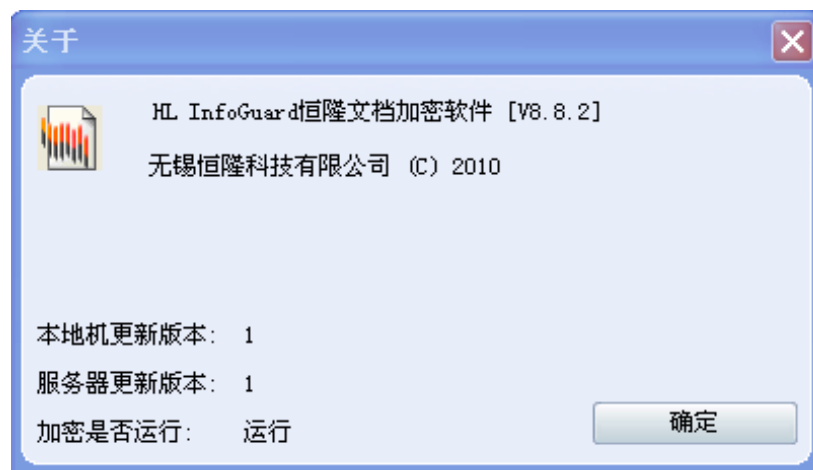 关于
HL InfoGuard恒隆文档加密软件 [V8.8.2]
无锡恒隆科技有限公司 (C) 2010
本地机更新版本: 1
服务器更新版本: 1
加密是否运行: 运行
确定